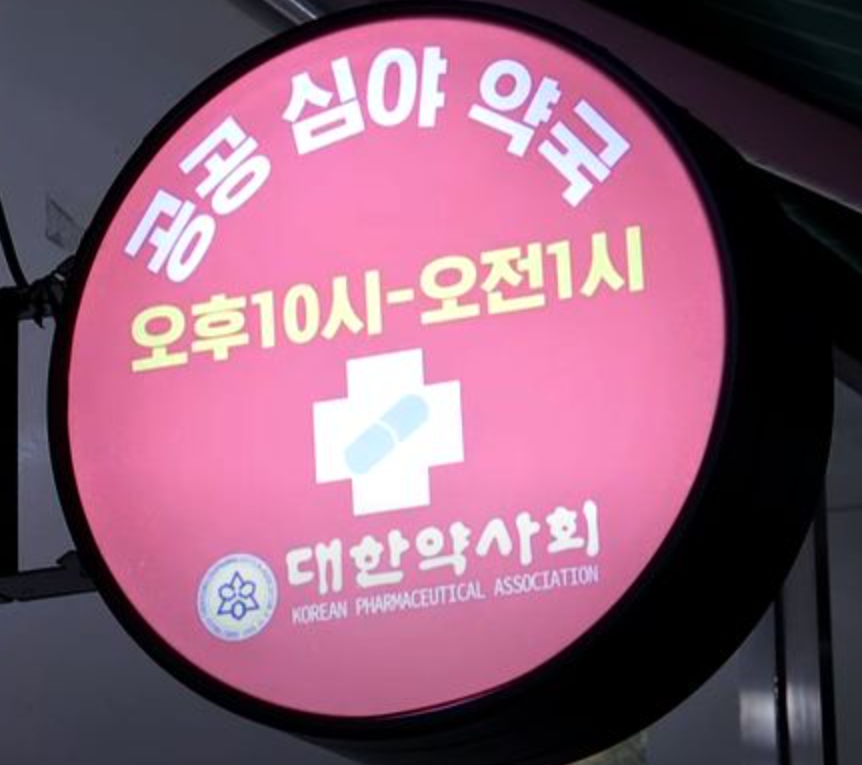 공공 심야 약국
오후10시-오전1시
대한약사회
KOREAN PHARMACEUTICAL ASSOCIATION